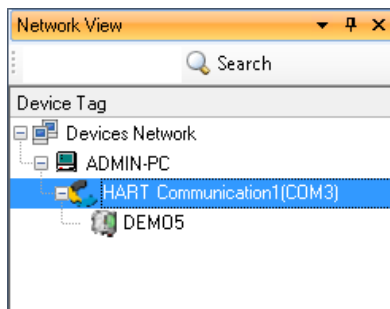 Network View
Search
Device Tag
Devices Network
ADMIN-PC
HART Communication1(COM3)
DEMO5